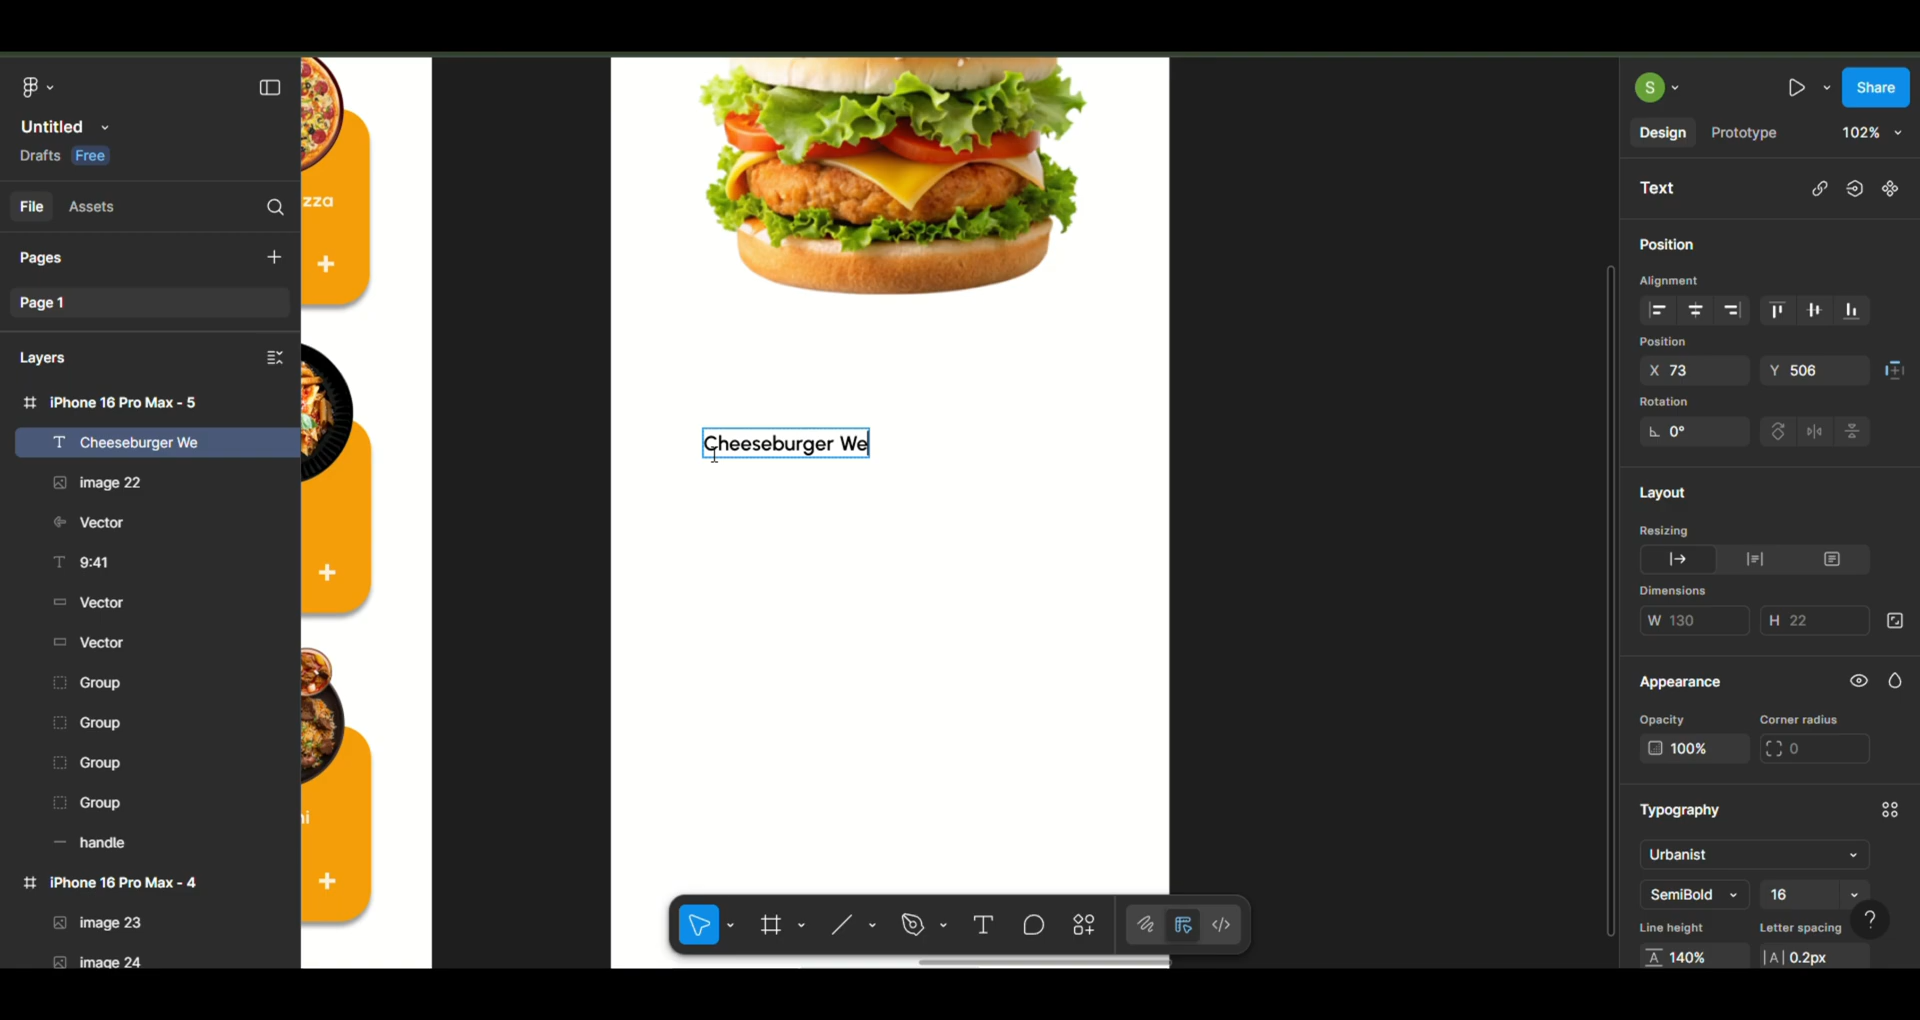 Untitled
Drafts Free
File Assets
Pages
Page 1
Layers
iPhone 16 Pro Max - 5
Cheeseburger We
image 22
Vector
9:41
Vector
Vector
Group
Group
Group
Group
handle
iPhone 16 Pro Max - 4
image 23
image 24
zza
+
+
+
Cheeseburger We
S
Share
Design Prototype 102%
Text
Position
Alignment
Position
X 73 Y 506
Rotation
0°
Layout
Resizing
Dimensions
W 130 H 22
Appearance
Opacity Corner radius
100% 0
Typography
Urbanist
SemiBold 16
?
Line height Letter spacing
A 140% |A| 0.2px